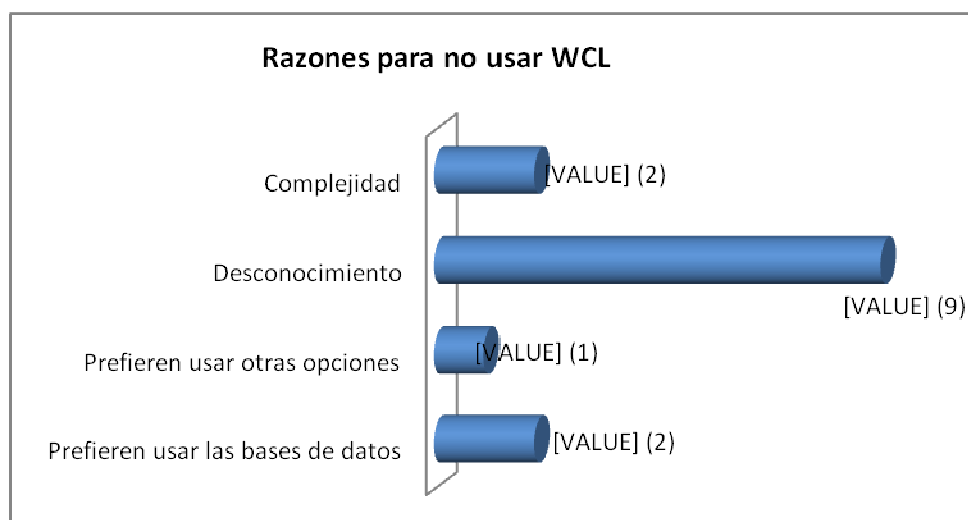 Razones para no usar WCL
Complejidad
[VALUE] (2)
Desconocimiento
[VALUE] (9)
Prefieren usar otras opciones
[VALUE] (1)
Prefieren usar las bases de datos
[VALUE] (2)